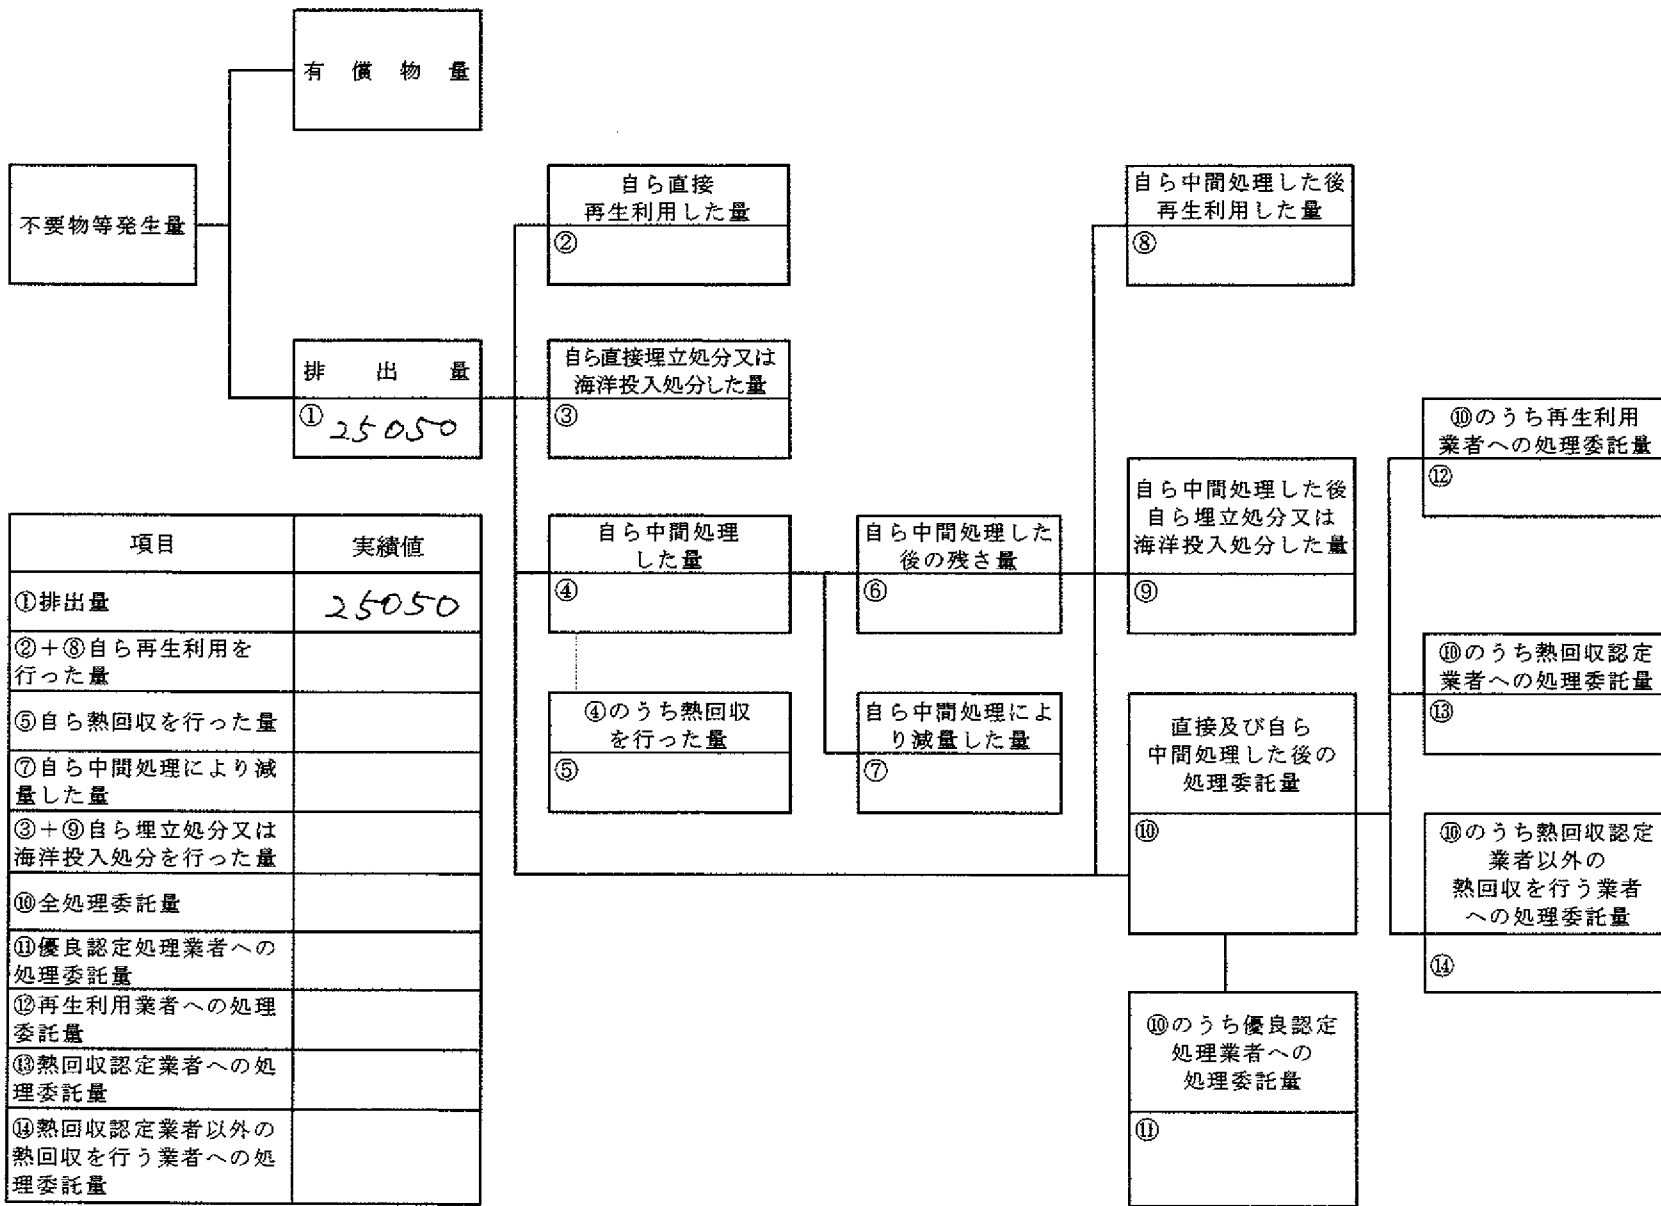 有償物量
不要物等発生量
排出量
①25050
自ら直接
再生利用した量
②
自ら直接埋立処分又は
海洋投入処分した量
③
自ら中間処理
した量
④
④のうち熱回収
を行った量
⑤
自ら中間処理した
後の残さ量
⑥
自ら中間処理によ
り減量した量
⑦
自ら中間処理した後
再生利用した量
⑧
自ら中間処理した後
自ら埋立処分又は
海洋投入処分した量
⑨
直接及び自ら
中間処理した後の
処理委託量
⑩
⑩のうち優良認定
処理業者への
処理委託量
⑪
⑩のうち再生利用
業者への処理委託量
⑫
⑩のうち熱回収認定
業者への処理委託量
⑬
⑩のうち熱回収認定
業者以外の
熱回収を行う業者
への処理委託量
⑭
項目 実績値
①排出量 25050
②+⑧自ら再生利用を
行った量
⑤自ら熱回収を行った量
⑦自ら中間処理により減
量した量
③+⑨自ら埋立処分又は
海洋投入処分を行った量
⑩全処理委託量
⑪優良認定処理業者への
処理委託量
⑫再生利用業者への処理
委託量
⑬熱回収認定業者への処
理委託量
⑭熱回収認定業者以外の
熱回収を行う業者への処
理委託量